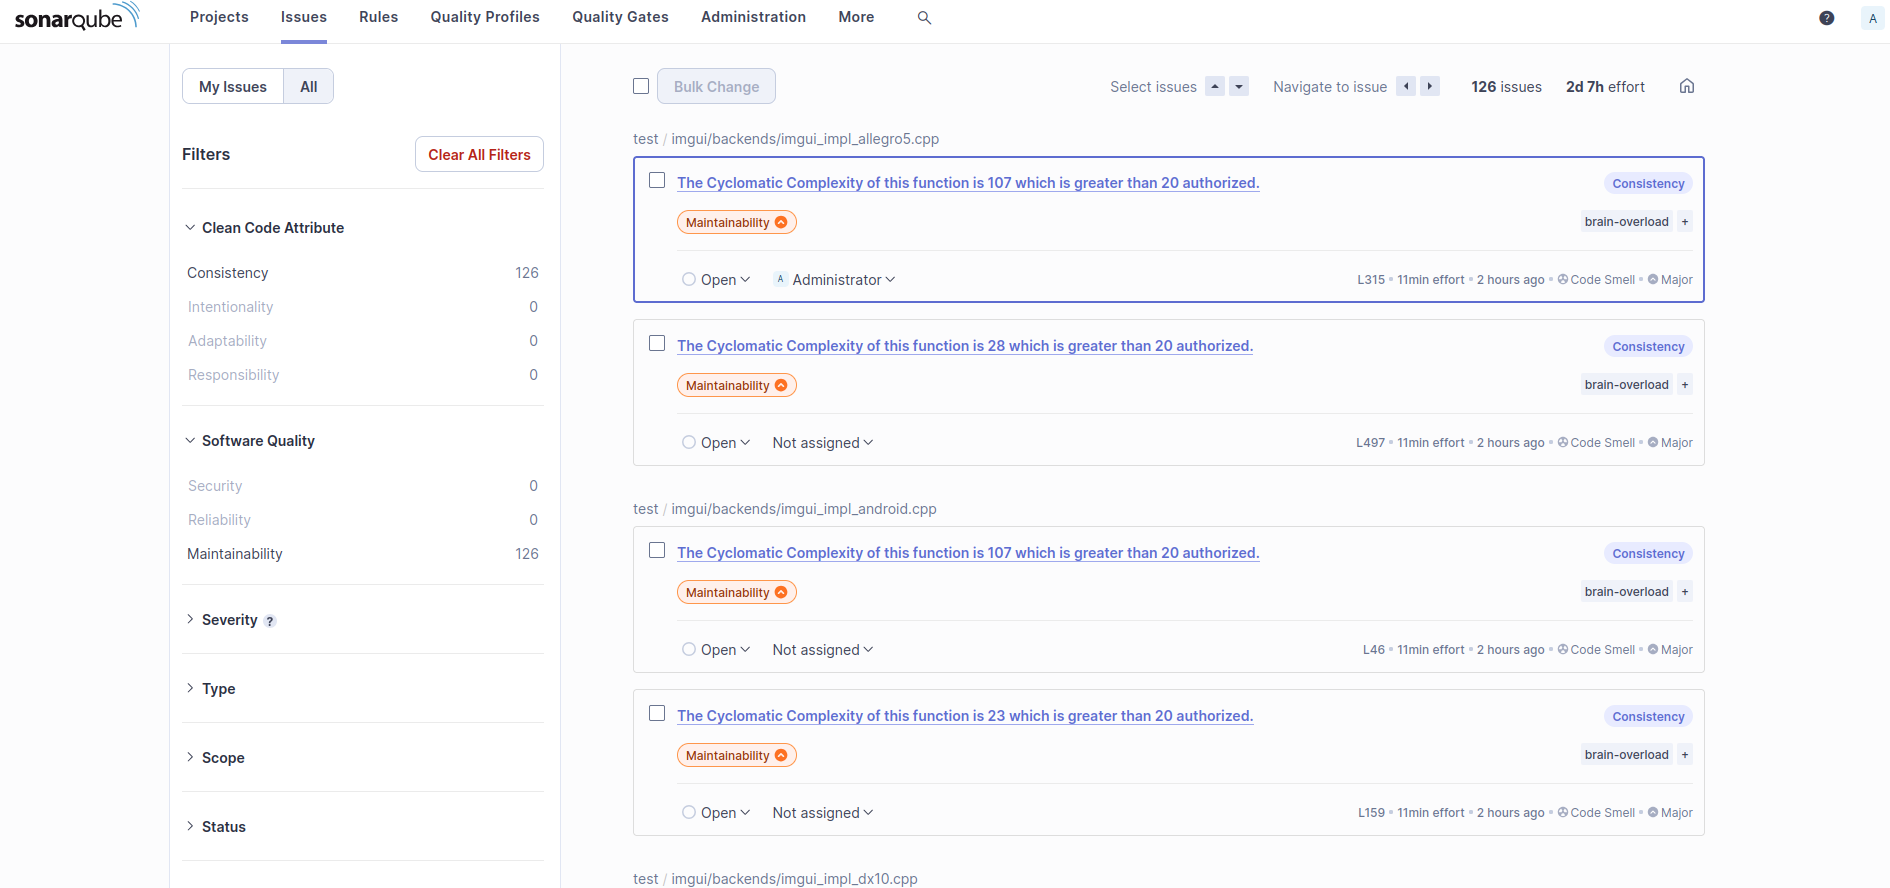 sonarqube Projects Issues Rules Quality Profiles Quality Gates Administration More ? A
My Issues All
Filters Clear All Filters
Clean Code Attribute
Consistency 126
Intentionality 0
Adaptability 0
Responsibility 0
Software Quality
Security 0
Reliability 0
Maintainability 126
Severity ?
Type
Scope
Status
Bulk Change Select issues Navigate to issue 126 issues 2d 7h effort
test / imgui/backends/imgui_impl_allegro5.cpp
The Cyclomatic Complexity of this function is 107 which is greater than 20 authorized. Consistency
Maintainability brain-overload +
Open A Administrator L315 • 11min effort • 2 hours ago • Code Smell • Major
The Cyclomatic Complexity of this function is 28 which is greater than 20 authorized. Consistency
Maintainability brain-overload +
Open Not assigned L497 • 11min effort • 2 hours ago • Code Smell • Major
test / imgui/backends/imgui_impl_android.cpp
The Cyclomatic Complexity of this function is 107 which is greater than 20 authorized. Consistency
Maintainability brain-overload +
Open Not assigned L46 • 11min effort • 2 hours ago • Code Smell • Major
The Cyclomatic Complexity of this function is 23 which is greater than 20 authorized. Consistency
Maintainability brain-overload +
Open Not assigned L159 • 11min effort • 2 hours ago • Code Smell • Major
test / imgui/backends/imgui_impl_dx10.cpp